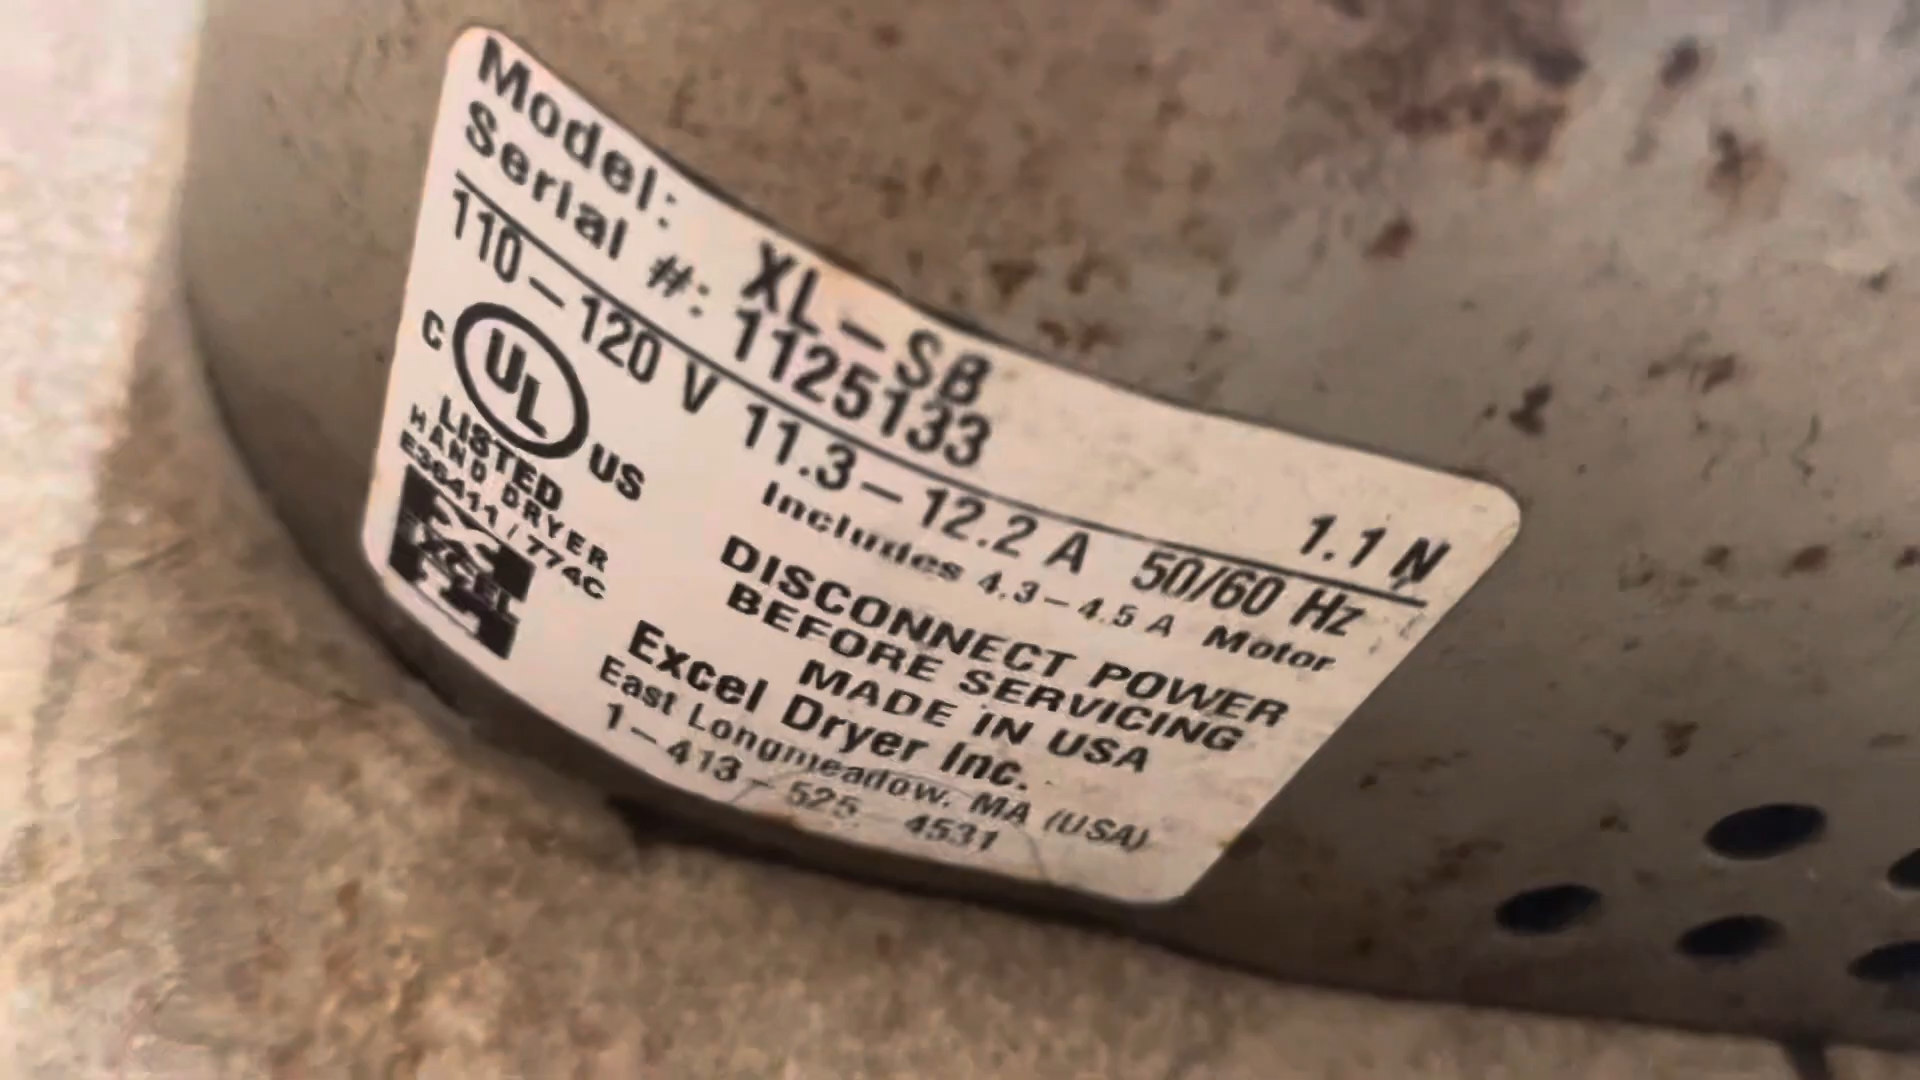 Model: XL-SB 1.1 N
Serial #: 1125133
110-120 V 11.3-12.2 A 50/60 Hz
Includes 4.3-4.5 A Motor
C UL US
LISTED
HAND DRYER
E36411/774C
XCEL
DISCONNECT POWER
BEFORE SERVICING
MADE IN USA
Excel Dryer Inc.
East Longmeadow, MA (USA)
1-413-525-4531